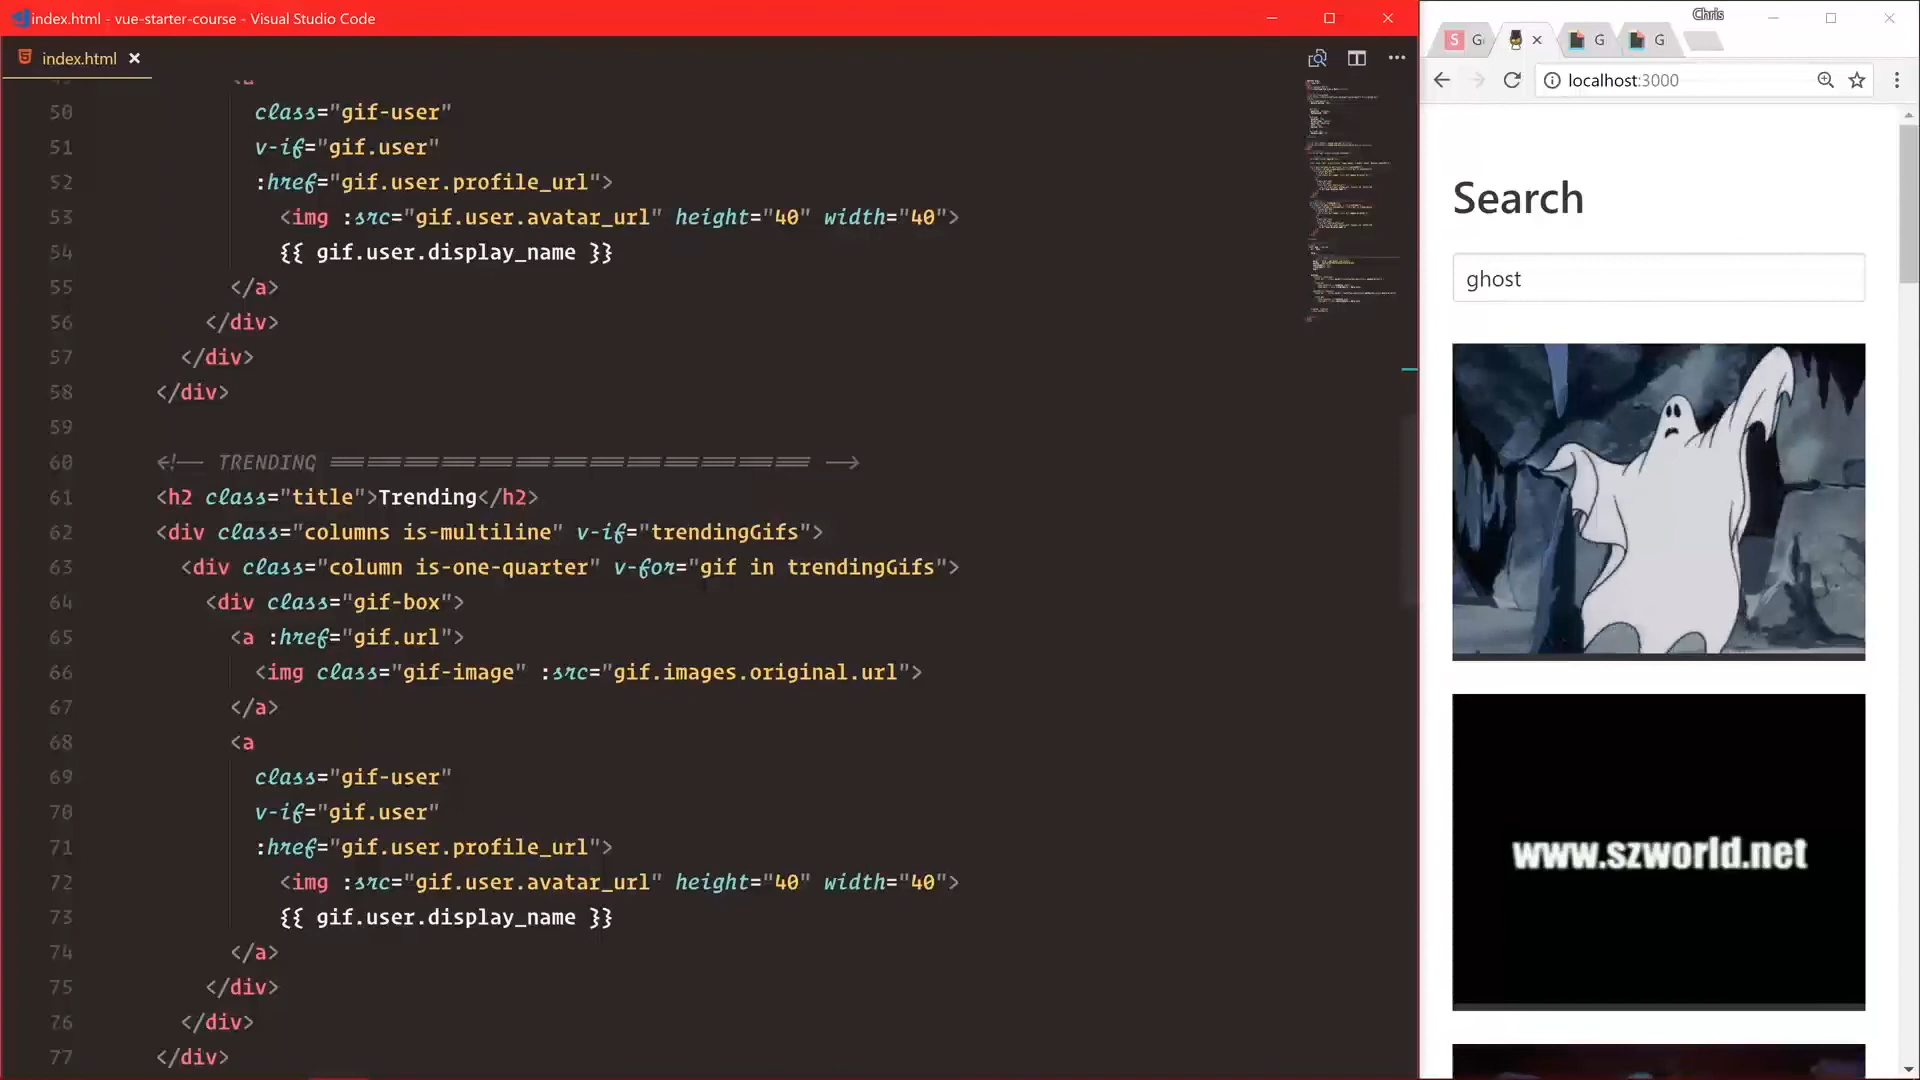 index.html - vue-starter-course - Visual Studio Code
index.html
50 class="gif-user"
51 v-if="gif.user"
52 :href="gif.user.profile_url">
53 <img :src="gif.user.avatar_url" height="40" width="40">
54 {{ gif.user.display_name }}
55 </a>
56 </div>
57 </div>
58 </div>
59
60 <!-- TRENDING ======================================= -->
61 <h2 class="title">Trending</h2>
62 <div class="columns is-multiline" v-if="trendingGifs">
63 <div class="column is-one-quarter" v-for="gif in trendingGifs">
64 <div class="gif-box">
65 <a :href="gif.url">
66 <img class="gif-image" :src="gif.images.original.url">
67 </a>
68 <a
69 class="gif-user"
70 v-if="gif.user"
71 :href="gif.user.profile_url">
72 <img :src="gif.user.avatar_url" height="40" width="40">
73 {{ gif.user.display_name }}
74 </a>
75 </div>
76 </div>
77 </div>
Chris
S G G G
localhost:3000
Search
ghost
www.szworld.net